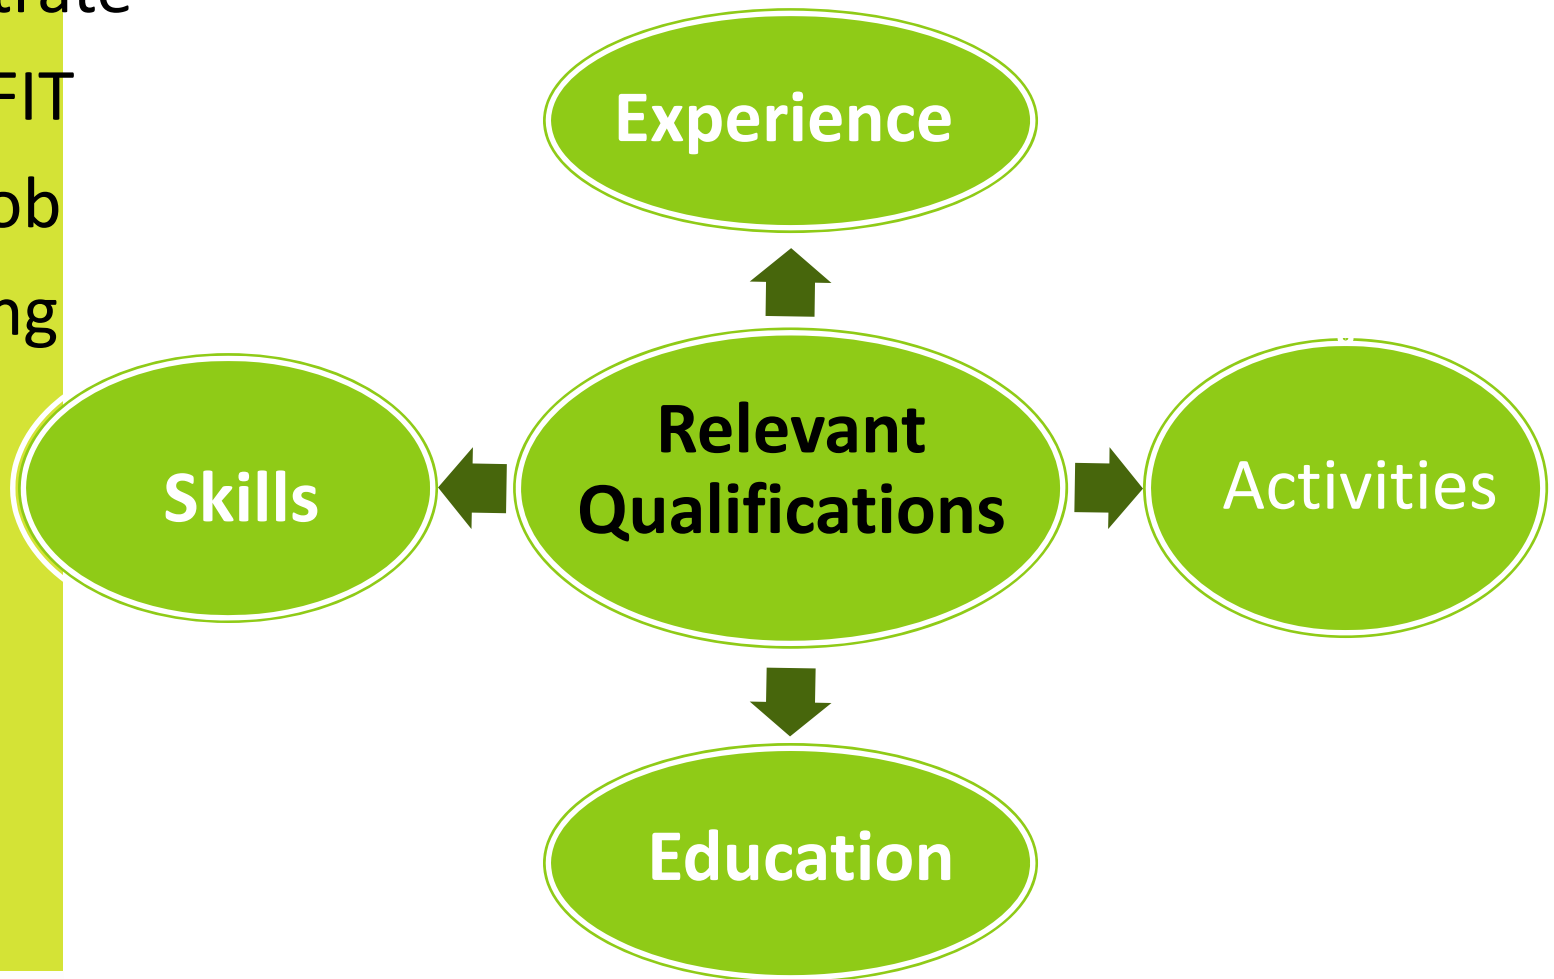 FIT
Experience
Relevant
Qualifications
Skills
Activities
Education